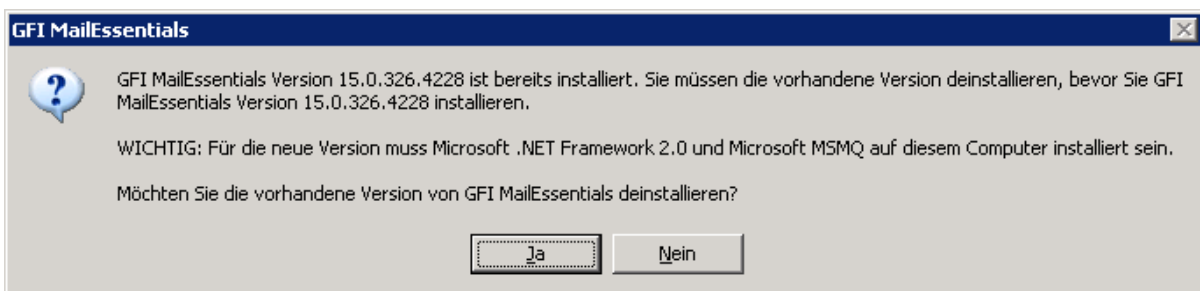 GFI MailEssentials
GFI MailEssentials Version 15.0.326.4228 ist bereits installiert. Sie müssen die vorhandene Version deinstallieren, bevor Sie GFI
MailEssentials Version 15.0.326.4228 installieren.
WICHTIG: Für die neue Version muss Microsoft .NET Framework 2.0 und Microsoft MSMQ auf diesem Computer installiert sein.
Möchten Sie die vorhandene Version von GFI MailEssentials deinstallieren?
Ja Nein